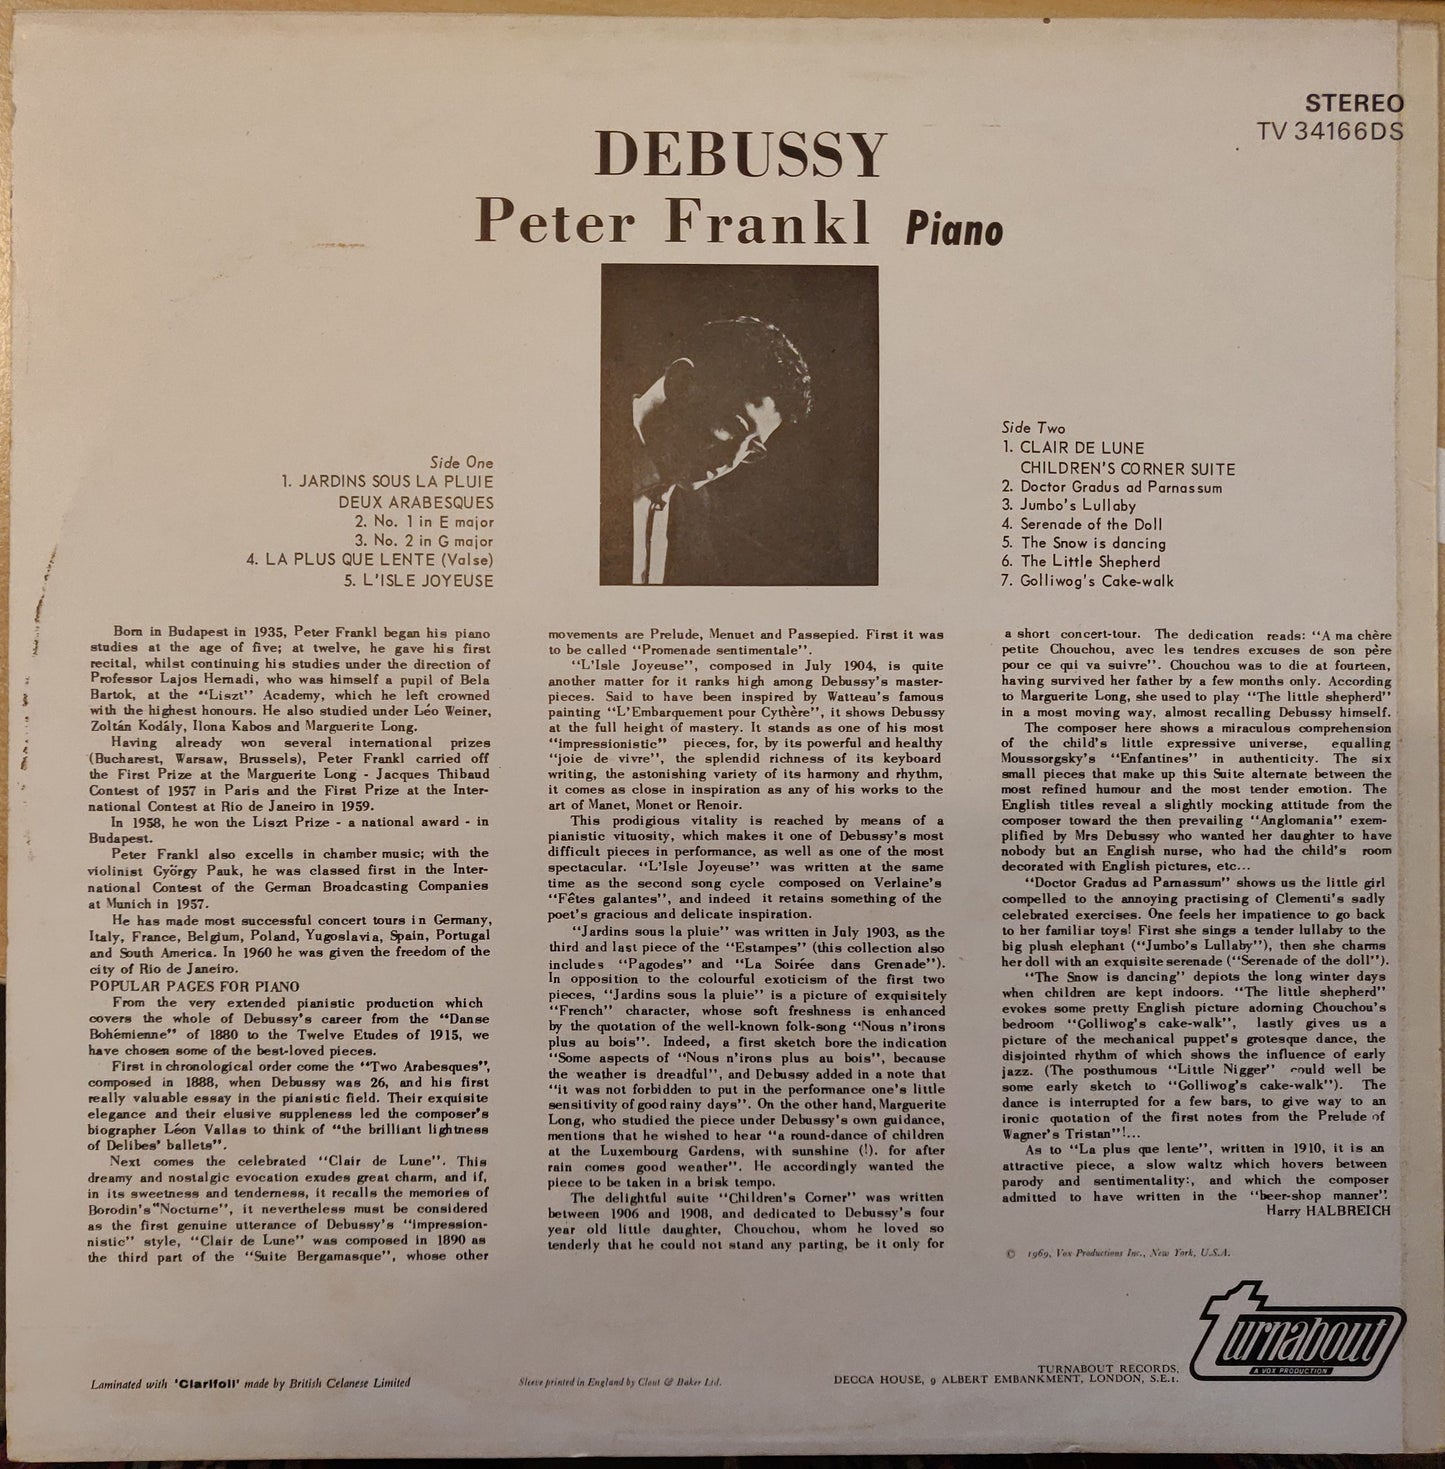 STEREO
TV 34166DS
DEBUSSY
Peter Frankl Piano
Side One
1. JARDINS SOUS LA PLUIE
DEUX ARABESQUES
2. No. 1 in E major
3. No. 2 in G major
4. LA PLUS QUE LENTE (Valse)
5. L'ISLE JOYEUSE
Side Two
1. CLAIR DE LUNE
CHILDREN'S CORNER SUITE
2. Doctor Gradus ad Parnassum
3. Jumbo's Lullaby
4. Serenade of the Doll
5. The Snow is dancing
6. The Little Shepherd
7. Golliwog's Cake-walk
Born in Budapest in 1935, Peter Frankl began his piano
studies at the age of five; at twelve, he gave his first
recital, whilst continuing his studies under the direction of
Professor Lajos Hernadi, who was himself a pupil of Bela
Bartok, at the "Liszt" Academy, which he left crowned
with the highest honours. He also studied under Léo Weiner,
Zoltán Kodály, Ilona Kabos and Marguerite Long.
Having already won several international prizes
(Bucharest, Warsaw, Brussels), Peter Frankl carried off
the First Prize at the Marguerite Long - Jacques Thibaud
Contest of 1957 in Paris and the First Prize at the Inter-
national Contest at Rio de Janeiro in 1959.
In 1958, he won the Liszt Prize - a national award - in
Budapest.
Peter Frankl also excells in chamber music; with the
violinist György Pauk, he was classed first in the Inter-
national Contest of the German Broadcasting Companies
at Munich in 1957.
He has made most successful concert tours in Germany,
Italy, France, Belgium, Poland, Yugoslavia, Spain, Portugal
and South America. In 1960 he was given the freedom of the
city of Rio de Janeiro.
POPULAR PAGES FOR PIANO
From the very extended pianistic production which
covers the whole of Debussy's career from the "Danse
Bohémienne" of 1880 to the Twelve Etudes of 1915, we
have chosen some of the best-loved pieces.
First in chronological order come the "Two Arabesques",
composed in 1888, when Debussy was 26, and his first
really valuable essay in the pianistic field. Their exquisite
elegance and their elusive suppleness led the composer's
biographer Léon Vallas to think of "the brilliant lightness
of Delibes' ballets".
Next comes the celebrated "Clair de Lune". This
dreamy and nostalgic evocation exudes great charm, and if,
in its sweetness and tenderness, it recalls the memories of
Borodin's "Nocturne", it nevertheless must be considered
as the first genuine utterance of Debussy's "impression-
nistic" style, "Clair de Lune" was composed in 1890 as
the third part of the "Suite Bergamasque", whose other
movements are Prelude, Menuet and Passepied. First it was
to be called "Promenade sentimentale".
"L'Isle Joyeuse", composed in July 1904, is quite
another matter for it ranks high among Debussy's master-
pieces. Said to have been inspired by Watteau's famous
painting "L'Embarquement pour Cythère", it shows Debussy
at the full height of mastery. It stands as one of his most
"impressionistic" pieces, for, by its powerful and healthy
"joie de vivre", the splendid richness of its keyboard
writing, the astonishing variety of its harmony and rhythm,
it comes as close in inspiration as any of his works to the
art of Manet, Monet or Renoir.
This prodigious vitality is reached by means of a
pianistic vituosity, which makes it one of Debussy's most
difficult pieces in performance, as well as one of the most
spectacular. "L'Isle Joyeuse" was written at the same
time as the second song cycle composed on Verlaine's
"Fêtes galantes", and indeed it retains something of the
poet's gracious and delicate inspiration.
"Jardins sous la pluie" was written in July 1903, as the
third and last piece of the "Estampes" (this collection also
includes "Pagodes" and "La Soirée dans Grenade").
In opposition to the colourful exoticism of the first two
pieces, "Jardins sous la pluie" is a picture of exquisitely
"French" character, whose soft freshness is enhanced
by the quotation of the well-known folk-song "Nous n'irons
plus au bois". Indeed, a first sketch bore the indication
"Some aspects of "Nous n'irons plus au bois", because
the weather is dreadful", and Debussy added in a note that
"it was not forbidden to put in the performance one's little
sensitivity of good rainy days". On the other hand, Marguerite
Long, who studied the piece under Debussy's own guidance,
mentions that he wished to hear "a round-dance of children
at the Luxembourg Gardens, with sunshine (!). for after
rain comes good weather". He accordingly wanted the
piece to be taken in a brisk tempo.
The delightful suite "Children's Corner" was written
between 1906 and 1908, and dedicated to Debussy's four
year old little daughter, Chouchou, whom he loved so
tenderly that he could not stand any parting, be it only for
a short concert-tour. The dedication reads: "A ma chère
petite Chouchou, avec les tendres excuses de son père
pour ce qui va suivre". Chouchou was to die at fourteen,
having survived her father by a few months only. According
to Marguerite Long, she used to play "The little shepherd"
in a most moving way, almost recalling Debussy himself.
The composer here shows a miraculous comprehension
of the child's little expressive universe, equalling
Moussorgsky's "Enfantines" in authenticity. The six
small pieces that make up this Suite alternate between the
most refined humour and the most tender emotion. The
English titles reveal a slightly mocking attitude from the
composer toward the then prevailing "Anglomania" exem-
plified by Mrs Debussy who wanted her daughter to have
nobody but an English nurse, who had the child's room
decorated with English pictures, etc...
"Doctor Gradus ad Parnassum" shows us the little girl
compelled to the annoying practising of Clementi's sadly
celebrated exercises. One feels her impatience to go back
to her familiar toys! First she sings a tender lullaby to the
big plush elephant ("Jumbo's Lullaby"), then she charms
her doll with an exquisite serenade ("Serenade of the doll").
"The Snow is dancing" depiots the long winter days
when children are kept indoors. "The little shepherd"
evokes some pretty English picture adorning Chouchou's
bedroom "Golliwog's cake-walk", lastly gives us a
picture of the mechanical puppet's grotesque dance, the
disjointed rhythm of which shows the influence of early
jazz. (The posthumous "Little Nigger" could well be
some early sketch to "Golliwog's cake-walk"). The
dance is interrupted for a few bars, to give way to an
ironic quotation of the first notes from the Prelude of
Wagner's Tristan"!...
As to "La plus que lente", written in 1910, it is an
attractive piece, a slow waltz which hovers between
parody and sentimentality:, and which the composer
admitted to have written in the "beer-shop manner"!
Harry HALBREICH
© 1969, Vox Productions Inc., New York, U.S.A.
turnabout
A VOX PRODUCTION
Laminated with 'Clarifoil' made by British Celanese Limited
Sleeve printed in England by Clout & Baker Ltd.
TURNABOUT RECORDS,
DECCA HOUSE, 9 ALBERT EMBANKMENT, LONDON, S.E.1.